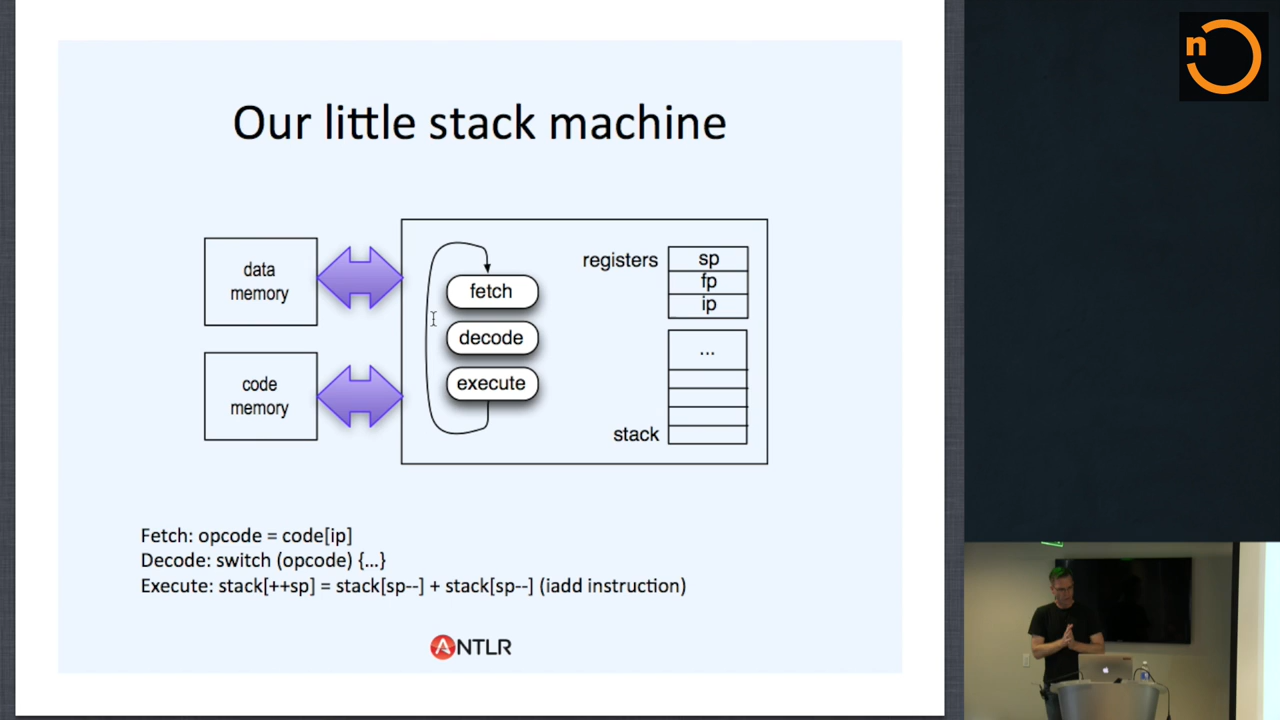 n
Our little stack machine
data
memory
code
memory
fetch
decode
execute
registers
sp
fp
ip
...
stack
Fetch: opcode = code[ip]
Decode: switch (opcode) {...}
Execute: stack[++sp] = stack[sp--] + stack[sp--] (iadd instruction)
ANTLR